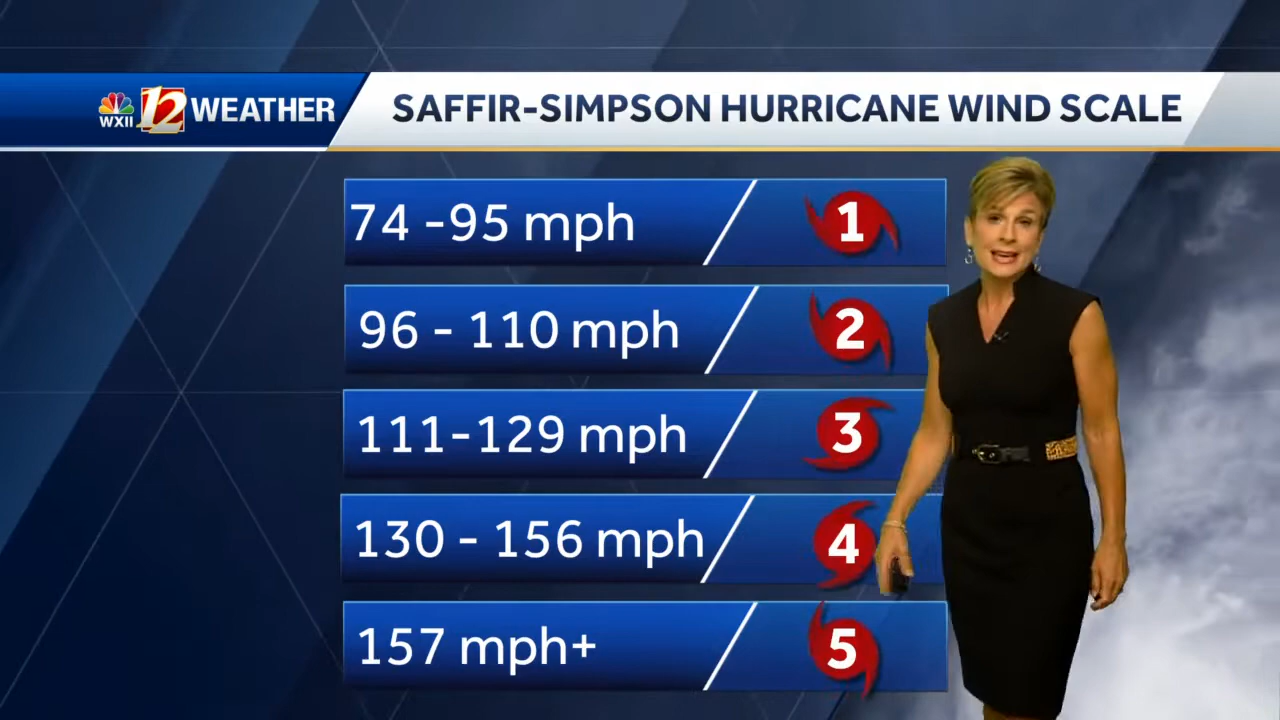 WXII 12 WEATHER
SAFFIR-SIMPSON HURRICANE WIND SCALE
74 -95 mph 1
96 - 110 mph 2
111-129 mph 3
130 - 156 mph 4
157 mph+ 5